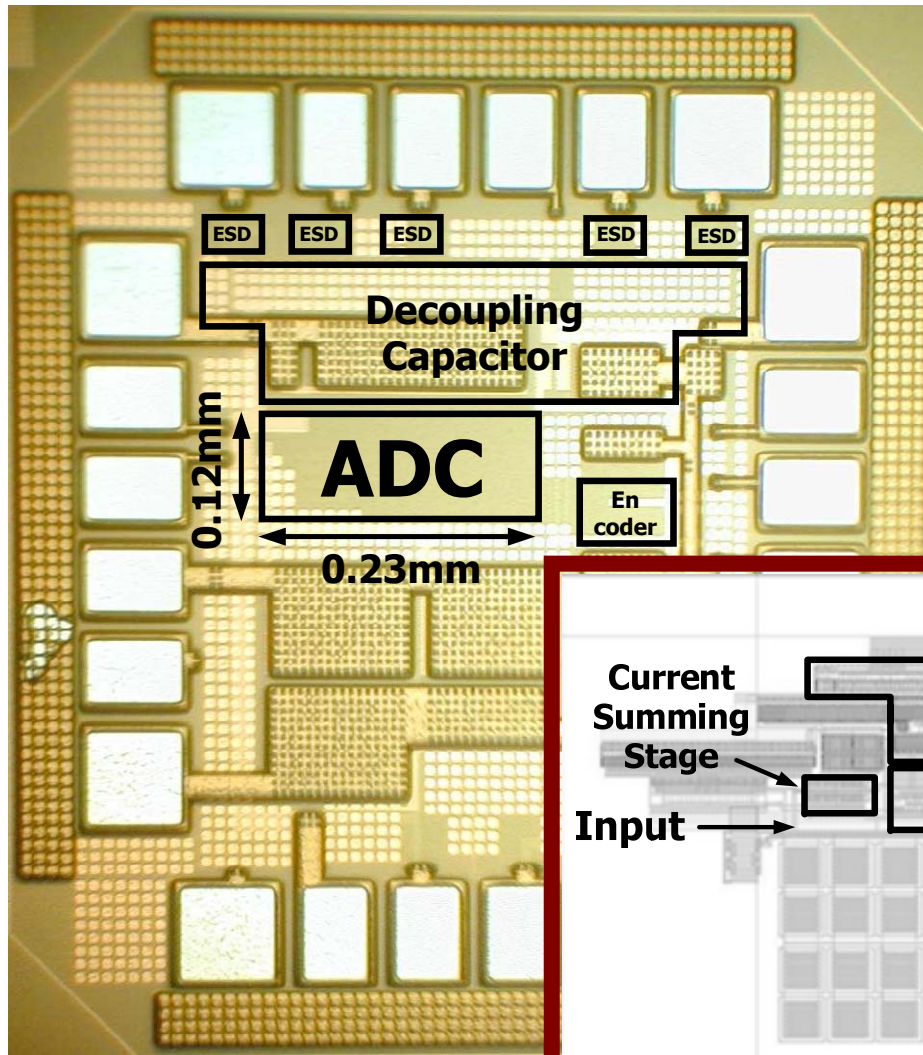 ESD
ESD
ESD
ESD
ESD
Decoupling
Capacitor
0.12mm
ADC
En
coder
0.23mm
Current
Summing
Stage
Input